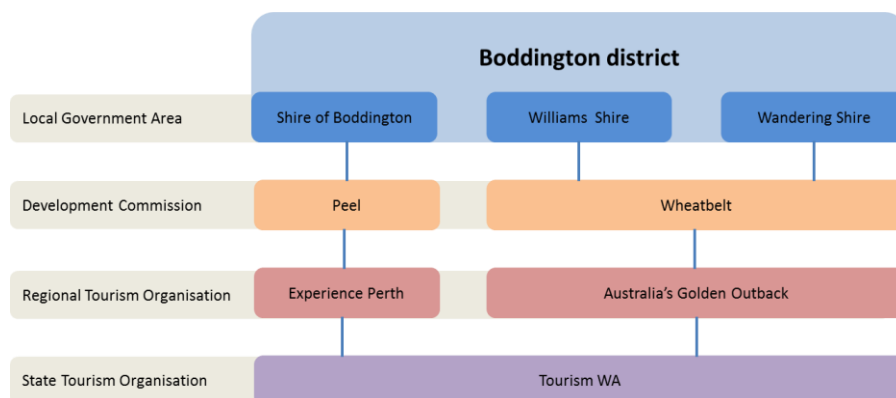 Boddington district
Local Government Area
Shire of Boddington
Williams Shire
Wandering Shire
Development Commission
Peel
Wheatbelt
Regional Tourism Organisation
Experience Perth
Australia's Golden Outback
State Tourism Organisation
Tourism WA